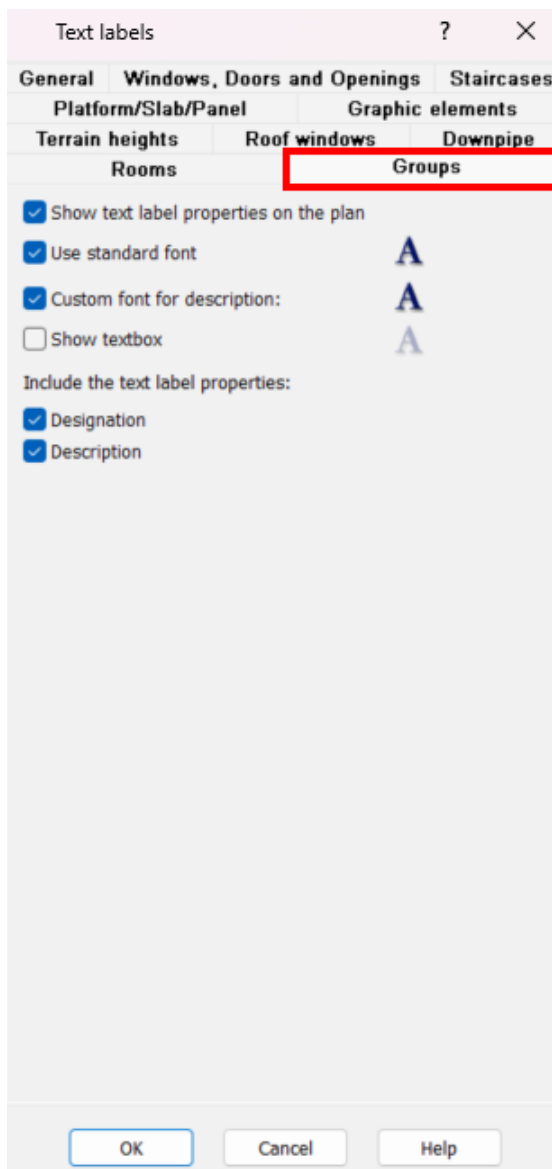 Text labels ? ×
General Windows, Doors and Openings Staircases
Platform/Slab/Panel Graphic elements
Terrain heights Roof windows Downpipe
Rooms Groups
Show text label properties on the plan
Use standard font A
Custom font for description: A
Show textbox A
Include the text label properties:
Designation
Description
OK Cancel Help